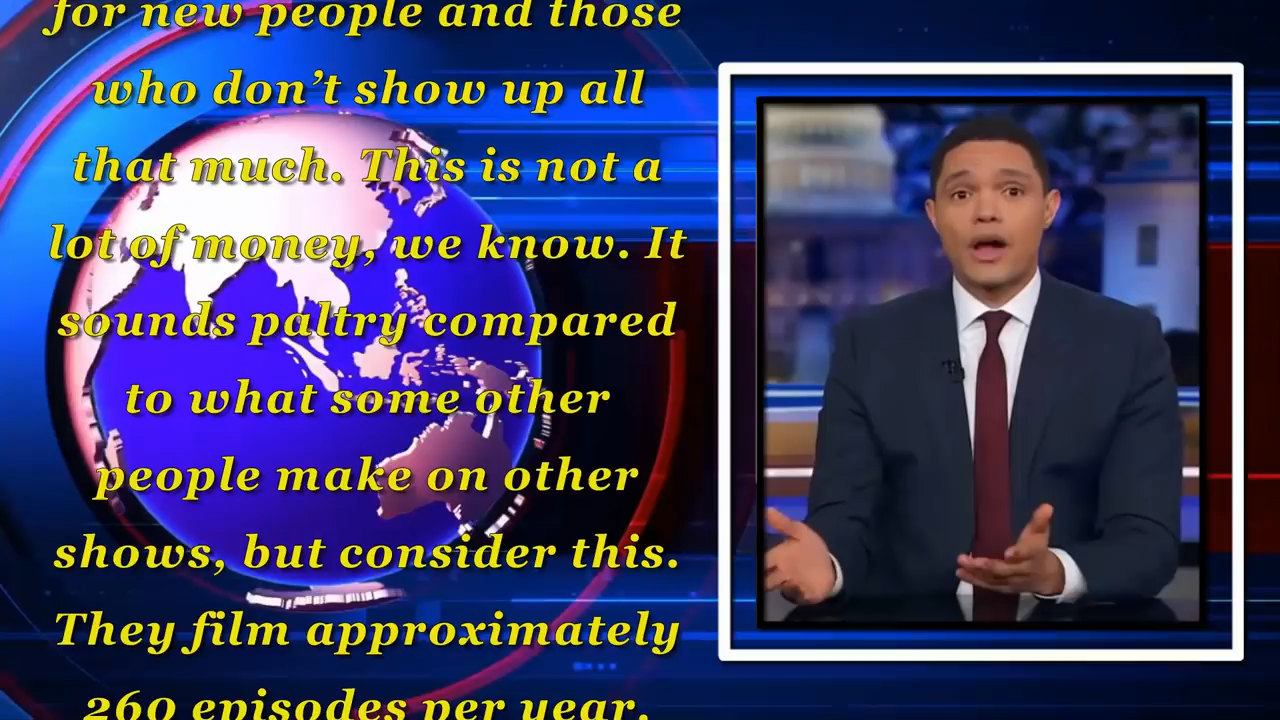 for new people and those
who don’t show up all
that much. This is not a
lot of money, we know. It
sounds paltry compared
to what some other
people make on other
shows, but consider this.
They film approximately
260 episodes per year.